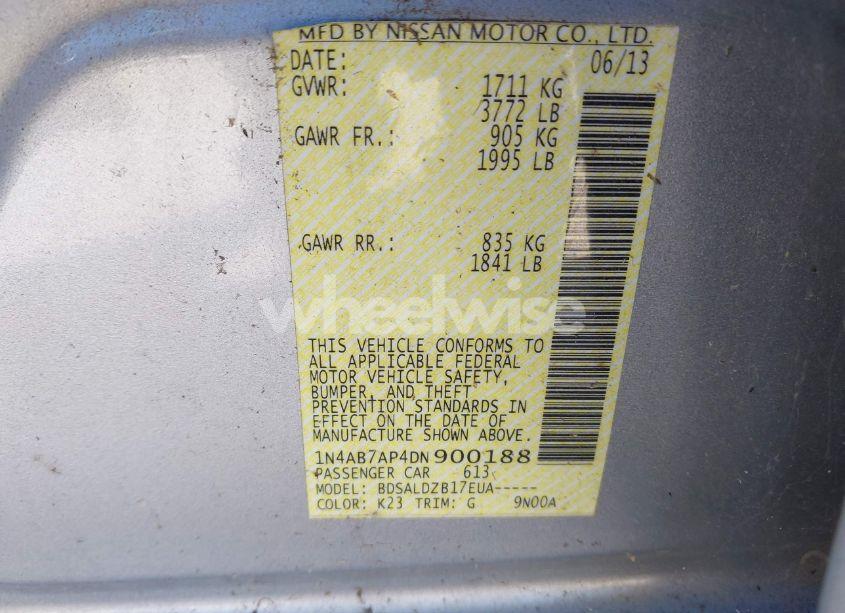 MFD BY NISSAN MOTOR CO., LTD.
DATE: 06/13
GVWR: 1711 KG
3772 LB
GAWR FR.: 905 KG
1995 LB
GAWR RR.: 835 KG
1841 LB
wheelwise
THIS VEHICLE CONFORMS TO
ALL APPLICABLE FEDERAL
MOTOR VEHICLE SAFETY,
BUMPER, AND THEFT
PREVENTION STANDARDS IN
EFFECT ON THE DATE OF
MANUFACTURE SHOWN ABOVE.
1N4AB7AP4DN900188
PASSENGER CAR 613
MODEL: BDSALDZB17EUA-----
COLOR: K23 TRIM: G 9N00A